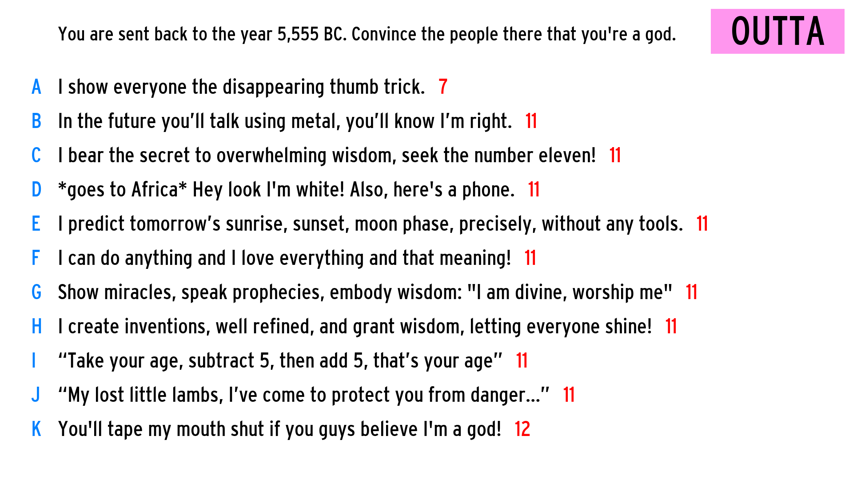 You are sent back to the year 5,555 BC. Convince the people there that you're a god.
OUTTA
A I show everyone the disappearing thumb trick. 7
B In the future you’ll talk using metal, you’ll know I’m right. 11
C I bear the secret to overwhelming wisdom, seek the number eleven! 11
D *goes to Africa* Hey look I'm white! Also, here's a phone. 11
E I predict tomorrow’s sunrise, sunset, moon phase, precisely, without any tools. 11
F I can do anything and I love everything and that meaning! 11
G Show miracles, speak prophecies, embody wisdom: "I am divine, worship me" 11
H I create inventions, well refined, and grant wisdom, letting everyone shine! 11
I “Take your age, subtract 5, then add 5, that’s your age” 11
J “My lost little lambs, I’ve come to protect you from danger...” 11
K You'll tape my mouth shut if you guys believe I'm a god! 12